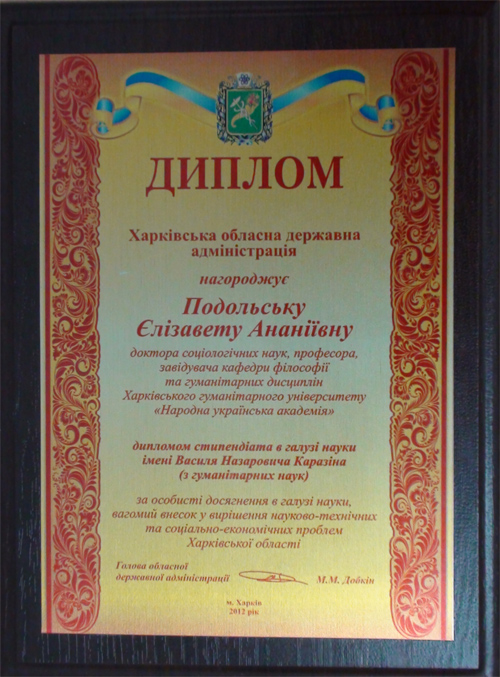 ДИПЛОМ
Харківська обласна державна
адміністрація
нагороджує
Подольську
Єлізавету Ананіївну
доктора соціологічних наук, професора,
завідувача кафедри філософії
та гуманітарних дисциплін
Харківського гуманітарного університету
«Народна українська академія»
дипломом стипендіата в галузі науки
імені Василя Назаровича Каразіна
(з гуманітарних наук)
за особисті досягнення в галузі науки,
вагомий внесок у вирішення науково-технічних
та соціально-економічних проблем
Харківської області
Голова обласної
державної адміністрації М.М. Добкін
м. Харків
2012 рік